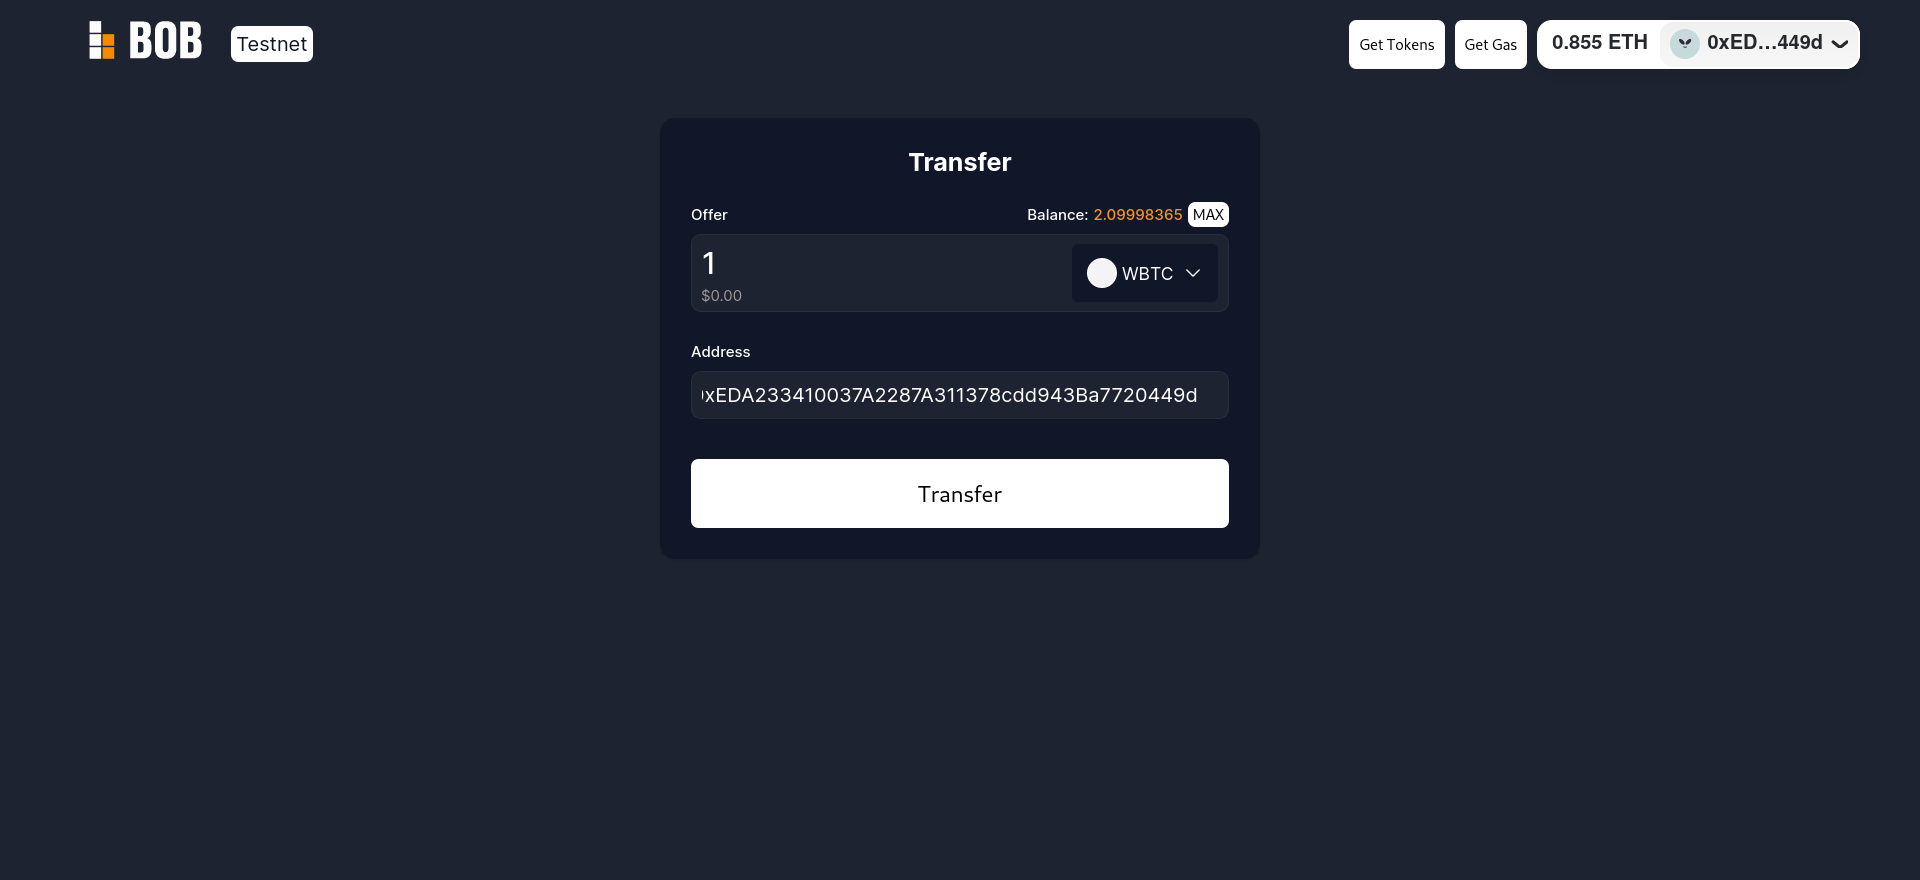 BOB Testnet
Get Tokens Get Gas 0.855 ETH 0xED...449d
Transfer
Offer Balance: 2.09998365 MAX
1
$0.00
WBTC
Address
xEDA233410037A2287A311378cdd943Ba7720449d
Transfer